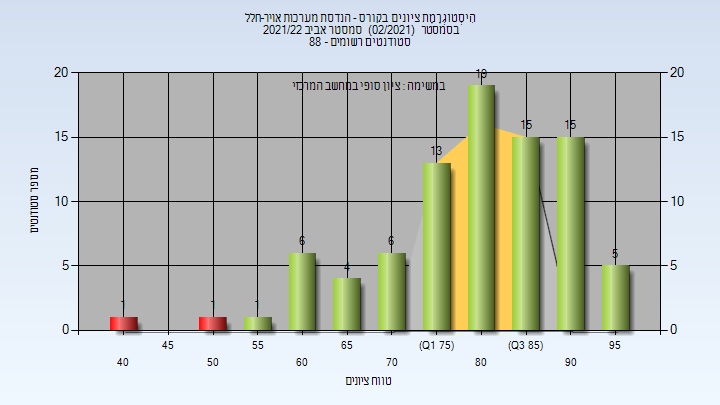 היסטוגרמת ציונים בקורס - הנדסת מערכות אויר-חלל
בסמסטר (02/2021) סמסטר אביב 2021/22
סטודנטים רשומים - 88
במשימה : ציון סופי במחשב המרכזי
20 20
15 15
10 10
5 5
0 0
1 1 1 6 4 6 13 19 15 15 5
מספר סטודנטים
45 55 65 (Q1 75) (Q3 85) 95
40 50 60 70 80 90
טווח ציונים